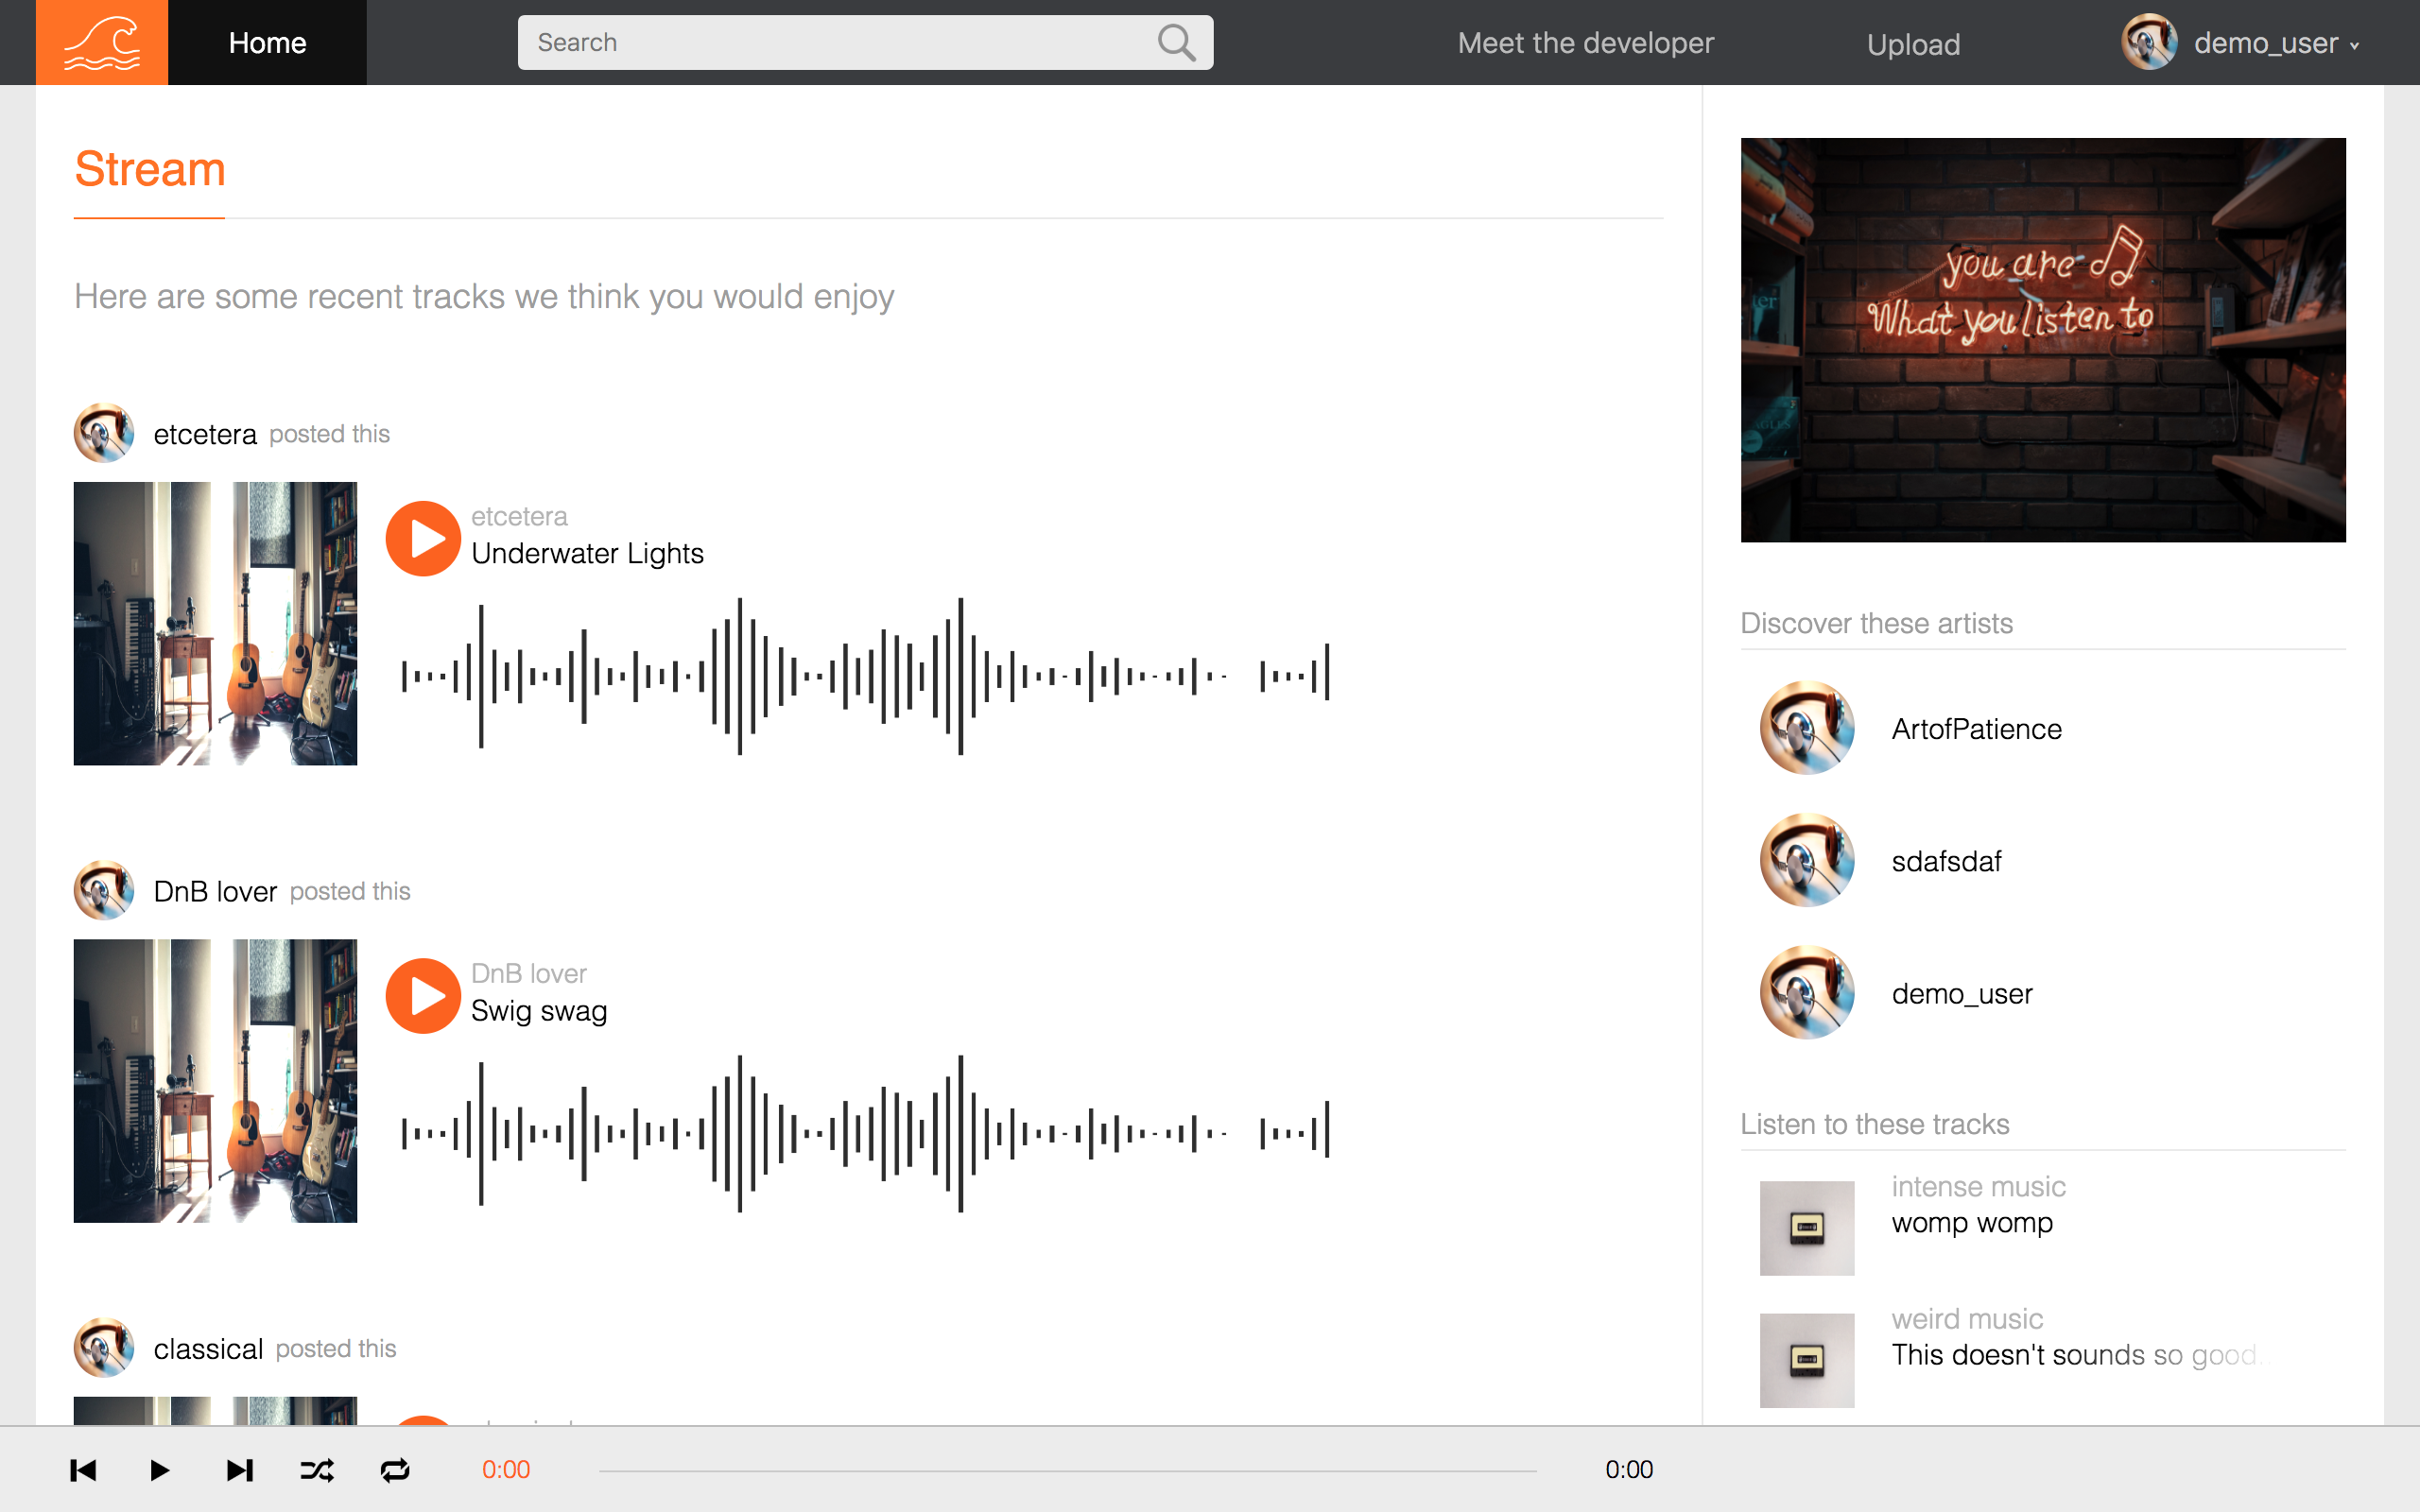 Home
Search
Meet the developer
Upload
demo_user
Stream
Here are some recent tracks we think you would enjoy
etcetera posted this
etcetera
Underwater Lights
DnB lover posted this
DnB lover
Swig swag
classical posted this
you are
What you listen to
Discover these artists
ArtofPatience
sdafsdaf
demo_user
Listen to these tracks
intense music
womp womp
weird music
This doesn't sounds so good..
0:00
0:00